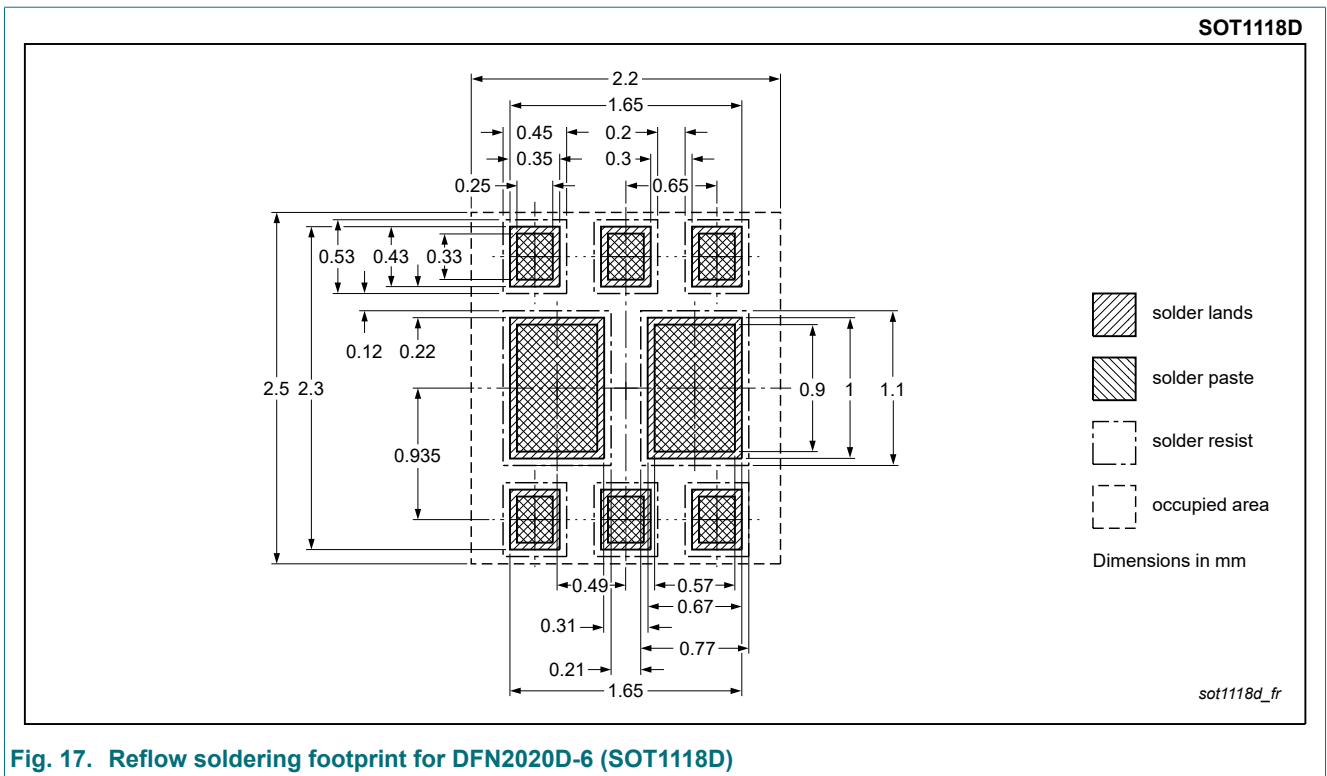 SOT1118D
2.2
1.65
0.45 0.2
0.35 0.3
0.25 0.65
0.53 0.43 0.33
solder lands
0.12 0.22
solder paste
2.5 2.3 0.9 1 1.1
solder resist
0.935
occupied area
Dimensions in mm
0.49 0.57
0.67
0.31
0.77
0.21
1.65
sot1118d_fr
Fig. 17. Reflow soldering footprint for DFN2020D-6 (SOT1118D)